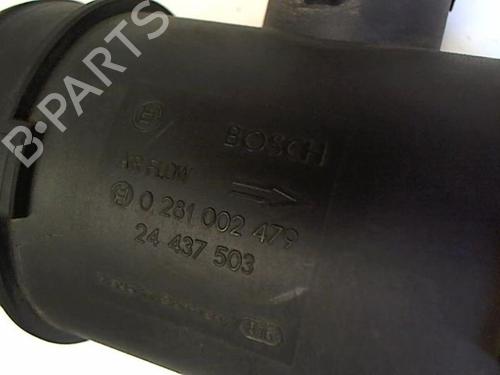 B-PARTS
BOSCH
AIR FLOW
0 281 002 479
24 437 503